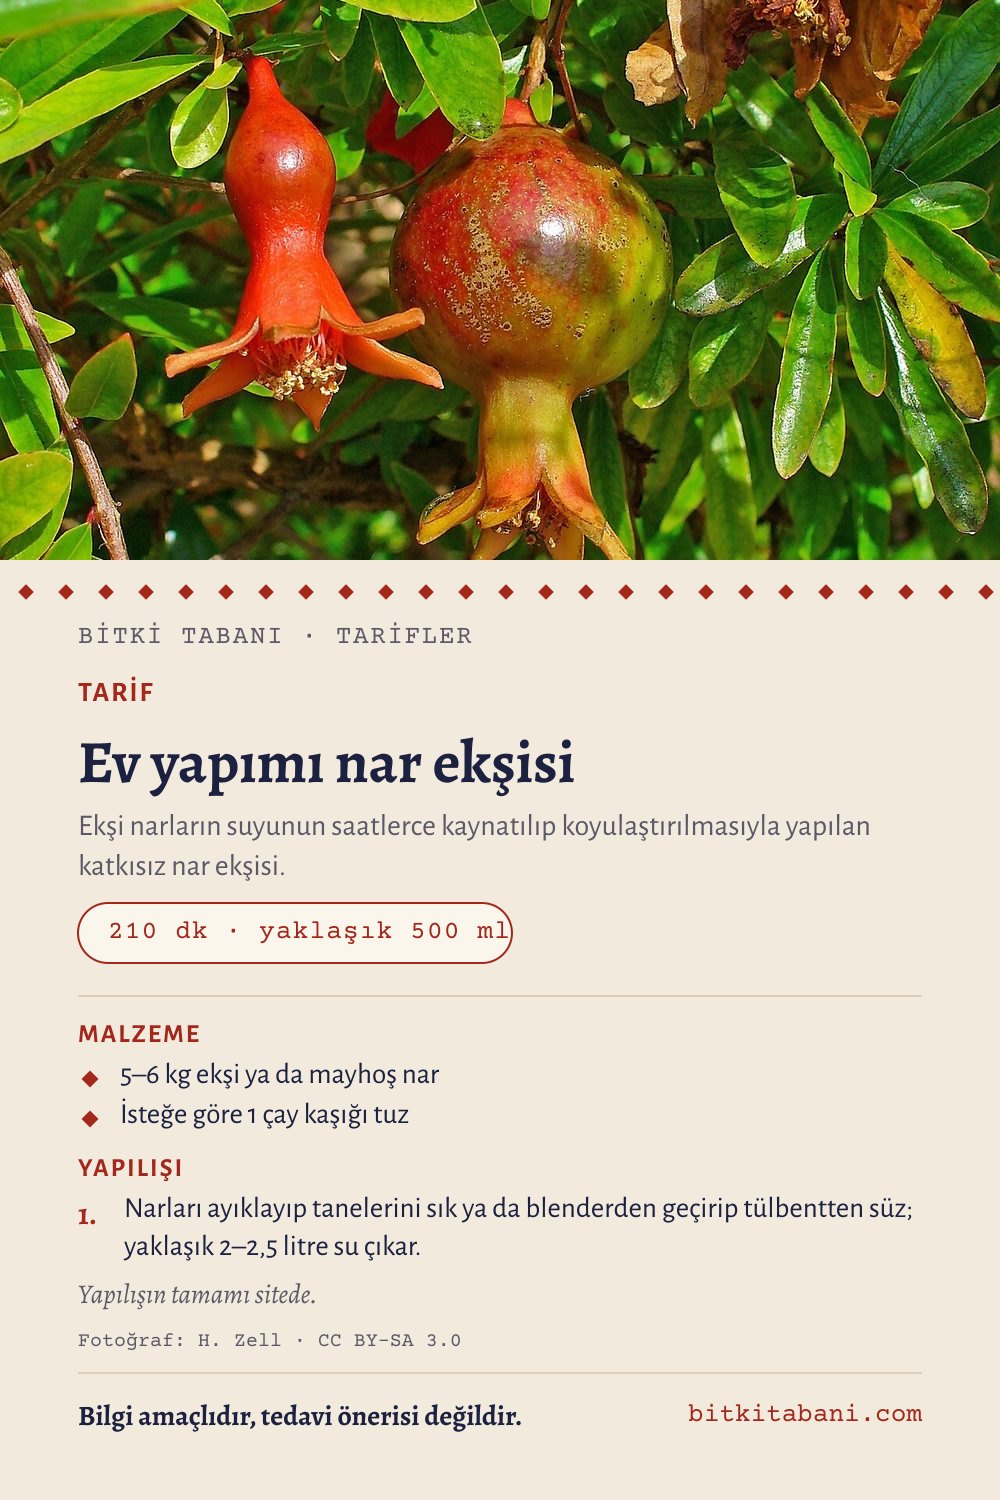 BİTKİ TABANI · TARİFLER
TARİF
Ev yapımı nar ekşisi
Ekşi narların suyunun saatlerce kaynatılıp koyulaştırılmasıyla yapılan
katkısız nar ekşisi.
210 dk · yaklaşık 500 ml
MALZEME
5–6 kg ekşi ya da mayhoş nar
İsteğe göre 1 çay kaşığı tuz
YAPILIŞI
1. Narları ayıklayıp tanelerini sık ya da blenderden geçirip tülbentten süz;
yaklaşık 2–2,5 litre su çıkar.
Yapılışın tamamı sitede.
Fotoğraf: H. Zell · CC BY-SA 3.0
Bilgi amaçlıdır, tedavi önerisi değildir.
bitkitabani.com